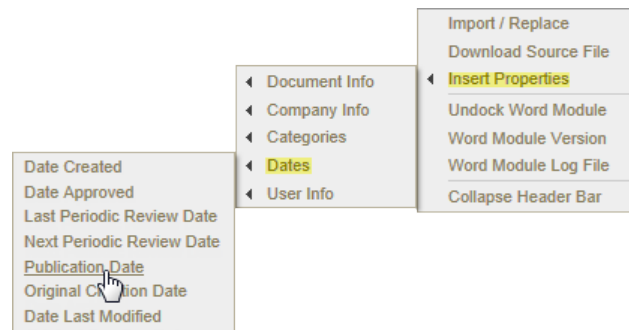 Import / Replace
Download Source File
Insert Properties
Undock Word Module
Word Module Version
Word Module Log File
Collapse Header Bar
Document Info
Company Info
Categories
Dates
User Info
Date Created
Date Approved
Last Periodic Review Date
Next Periodic Review Date
Publication Date
Original Date
Date Last Modified